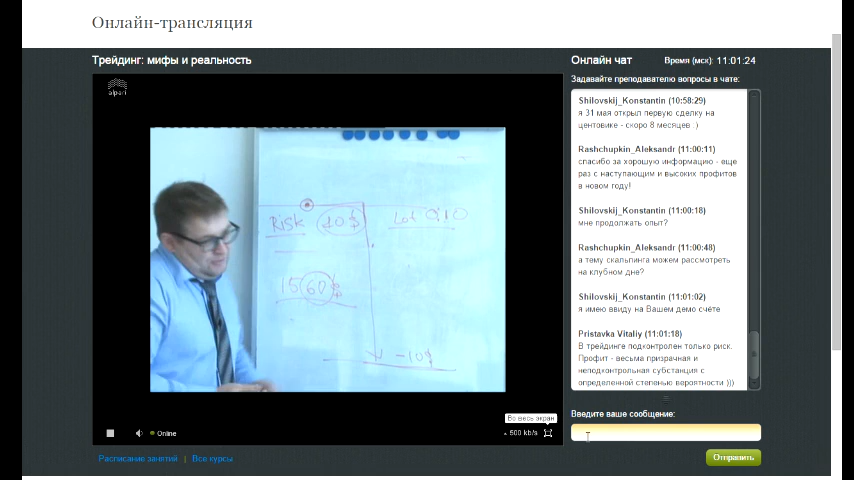 Онлайн-трансляция
Трейдинг: мифы и реальность
Онлайн чат
Время (мск): 11:01:24
Задавайте преподавателю вопросы в чате:
alpari
Risk 10$
Lot 0,10
1560$
-10$
Shilovskij_Konstantin (10:58:29)
я 31 мая открыл первую сделку на
центовике - скоро 8 месяцев :)
Rashchupkin_Aleksandr (11:00:11)
спасибо за хорошую информацию - еще
раз с наступающим и высоких профитов
в новом году!
Shilovskij_Konstantin (11:00:18)
мне продолжать опыт?
Rashchupkin_Aleksandr (11:00:48)
а тему скальпинга можем рассмотреть
на клубном дне?
Shilovskij_Konstantin (11:01:02)
я имею ввиду на Вашем демо счёте
Pristavka Vitaliy (11:01:18)
В трейдинге подконтролен только риск.
Профит - весьма призрачная и
неподконтрольная субстанция с
определенной степенью вероятности )))
Введите ваше сообщение:
Во весь экран
Online
500 kb/s
Отправить
Расписание занятий | Все курсы